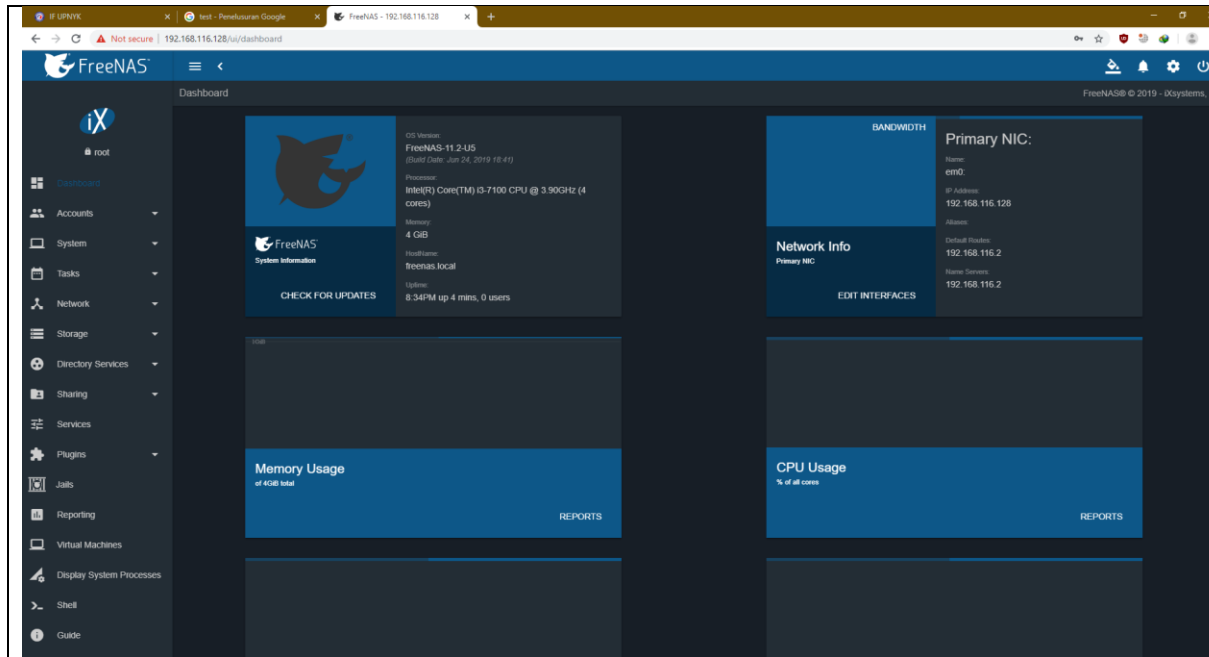 IF UPNYK
test - Penelusuran Google
FreeNAS - 192.168.116.128
Not secure
192.168.116.128/ui/dashboard
FreeNAS
Dashboard
FreeNAS® © 2019 - iXsystems,
iX
root
Dashboard
Accounts
System
Tasks
Network
Storage
Directory Services
Sharing
Services
Plugins
Jails
Reporting
Virtual Machines
Display System Processes
Shell
Guide
FreeNAS
System Information
CHECK FOR UPDATES
OS Version:
FreeNAS-11.2-U5
(Build Date: Jun 24, 2019 18:41)
Processor:
Intel(R) Core(TM) i3-7100 CPU @ 3.90GHz (4
cores)
Memory:
4 GiB
HostName:
freenas.local
Uptime:
8:34PM up 4 mins, 0 users
BANDWIDTH
Network Info
Primary NIC
EDIT INTERFACES
Primary NIC:
Name:
em0:
IP Address:
192.168.116.128
Aliases:
Default Routes:
192.168.116.2
Name Servers:
192.168.116.2
Memory Usage
of 4GiB total
REPORTS
CPU Usage
% of all cores
REPORTS